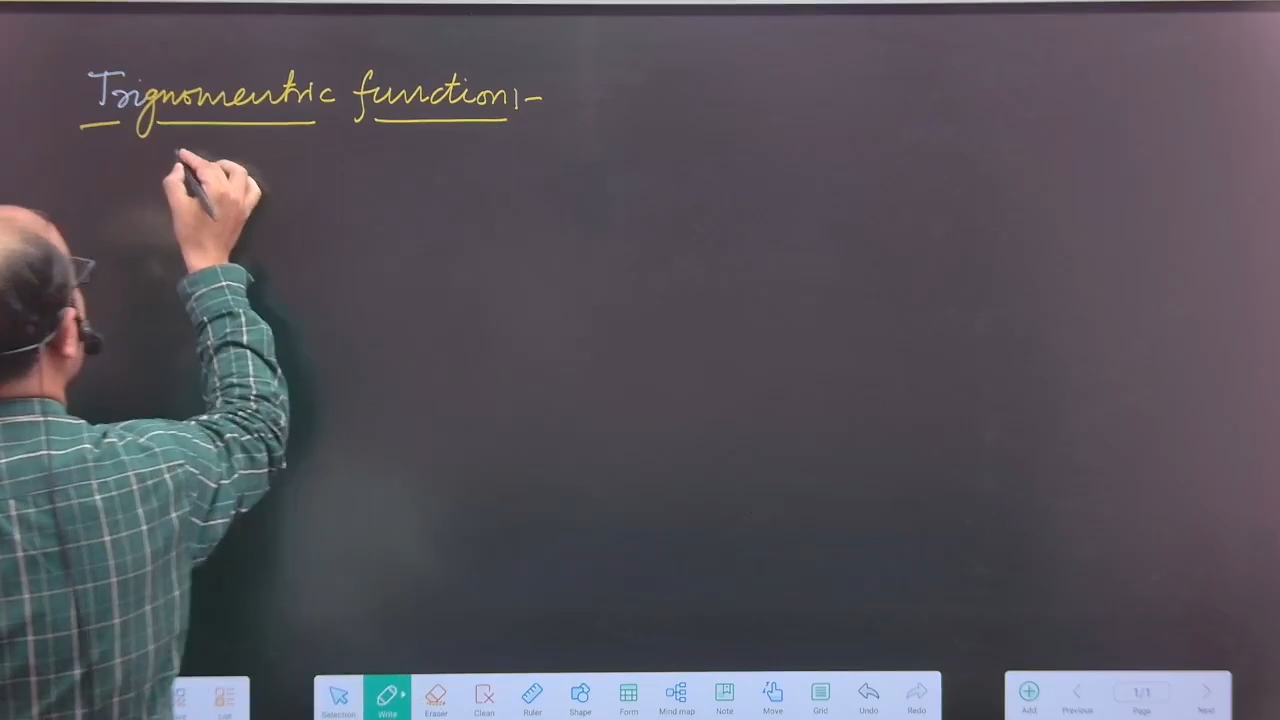 Trignomentric function :-
Selection Write Eraser Clean Ruler Shape Form Mind map Note Move Grid Undo Redo
Add Previous 1/1 Page Next